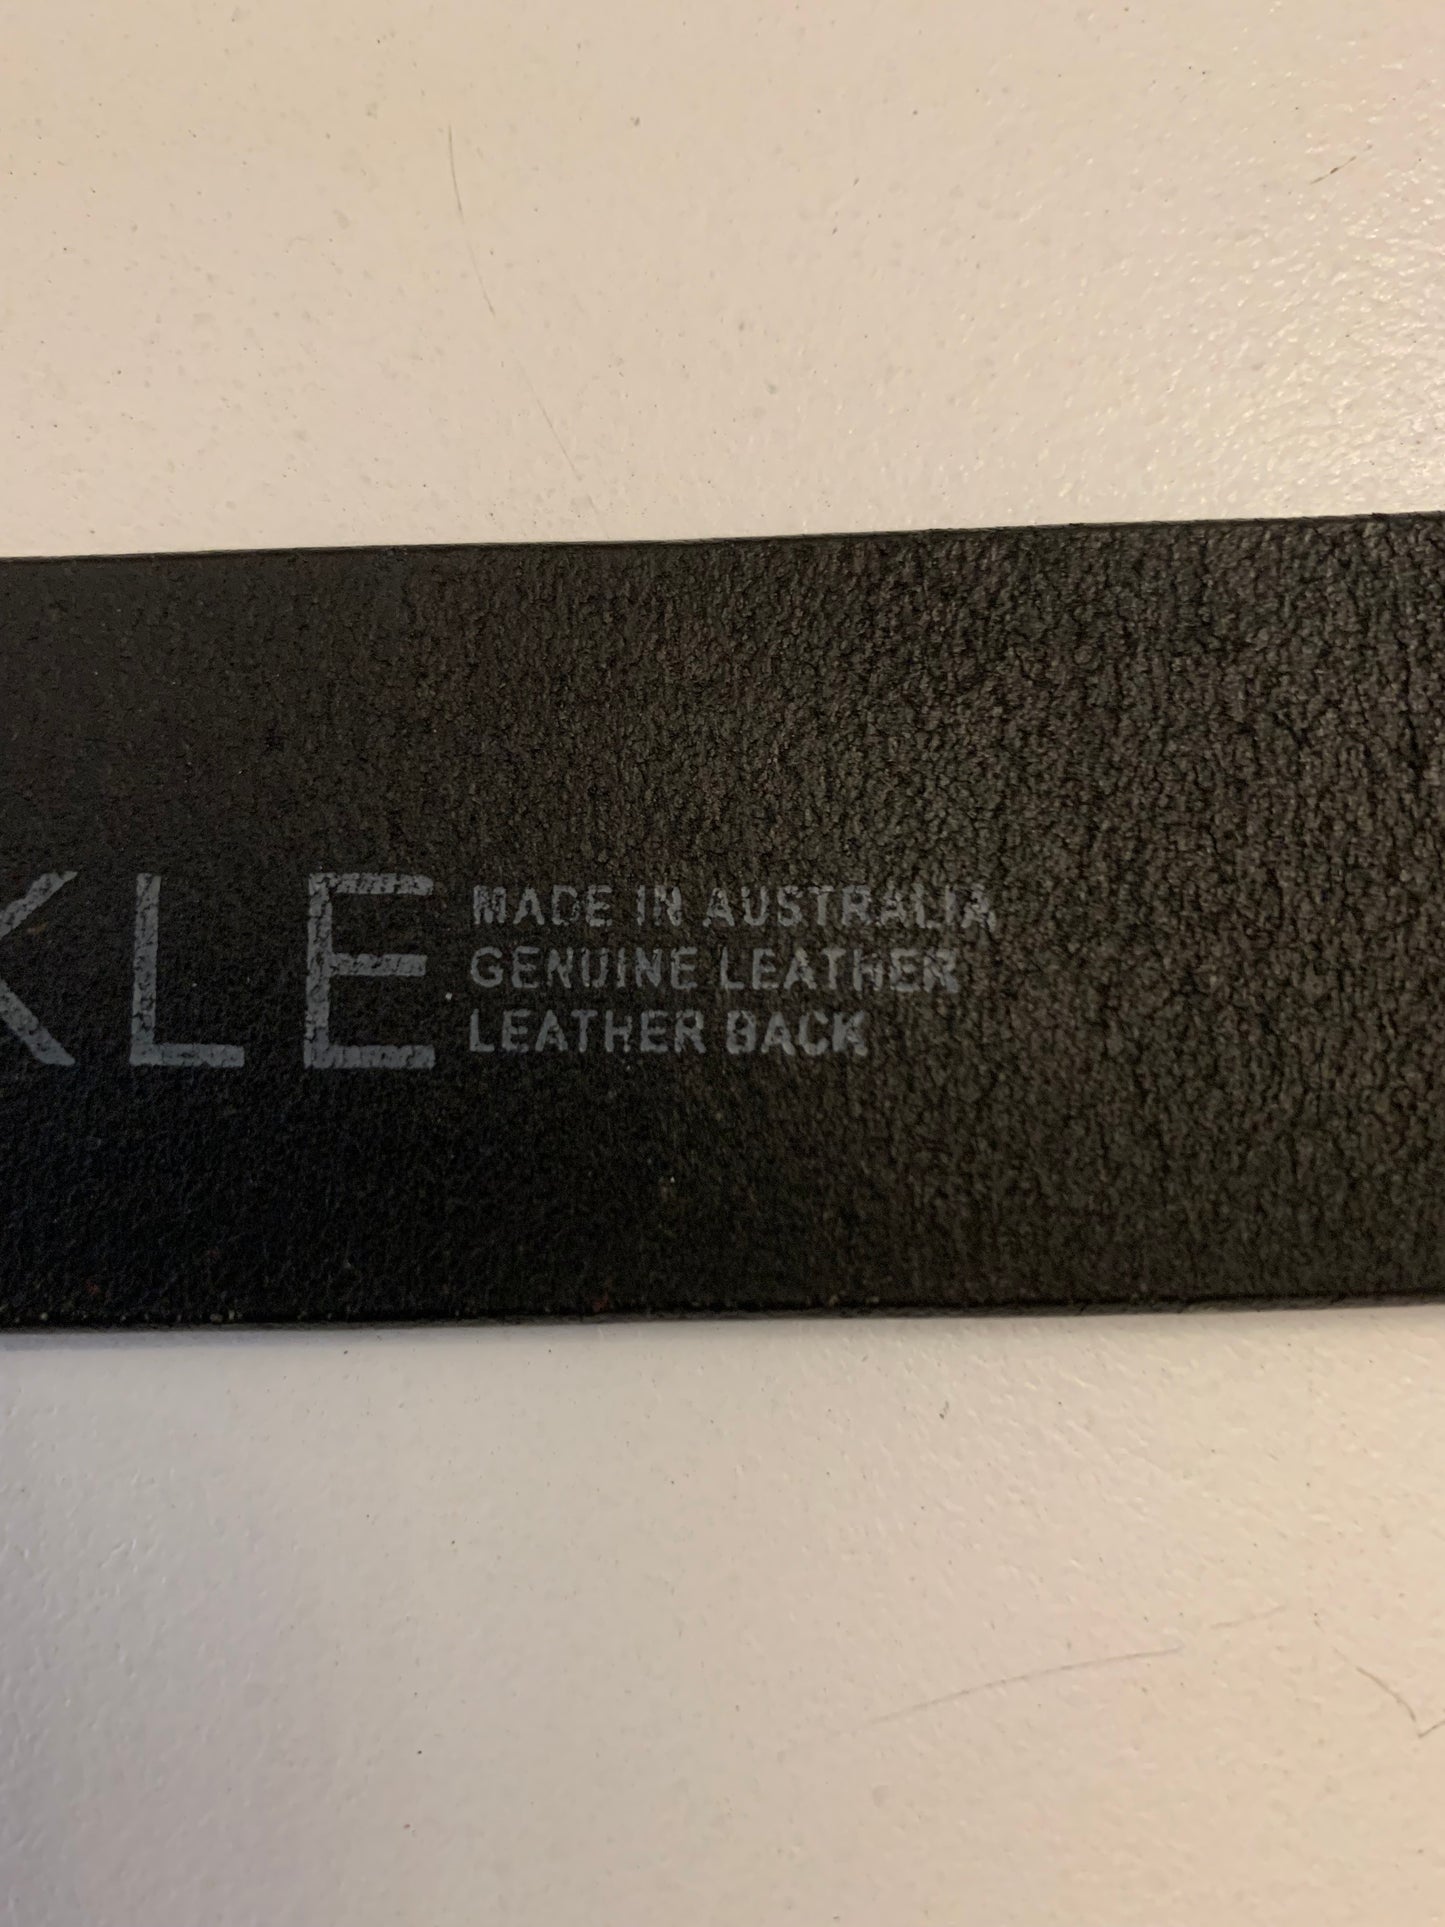 KLE
MADE IN AUSTRALIA
GENUINE LEATHER
LEATHER BACK